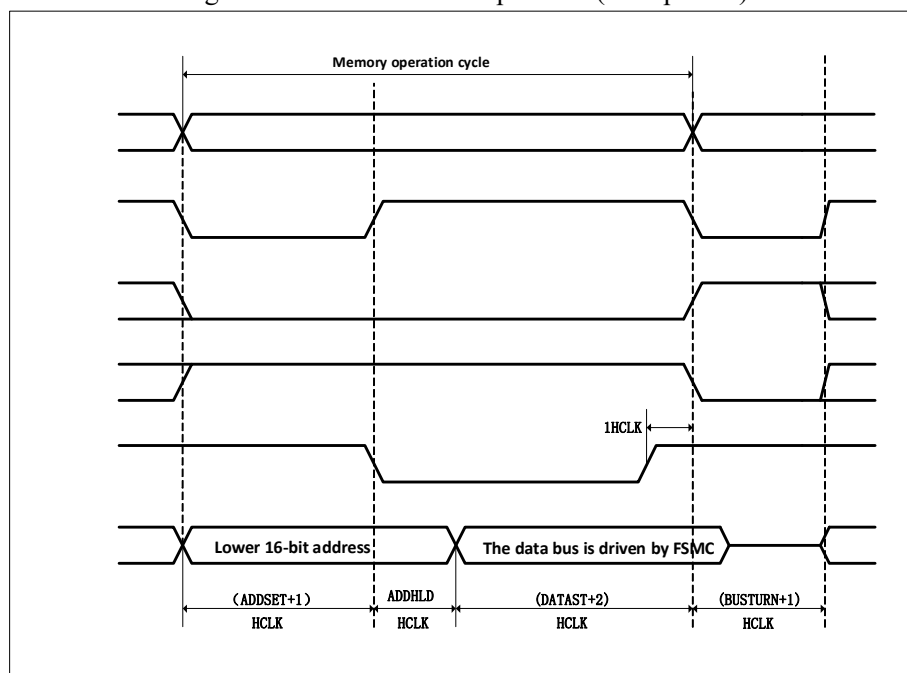 Memory operation cycle
1HCLK
Lower 16-bit address
The data bus is driven by FSMC
(ADDSET+1) ADDHLD (DATAST+2) (BUSTURN+1)
HCLK HCLK HCLK HCLK